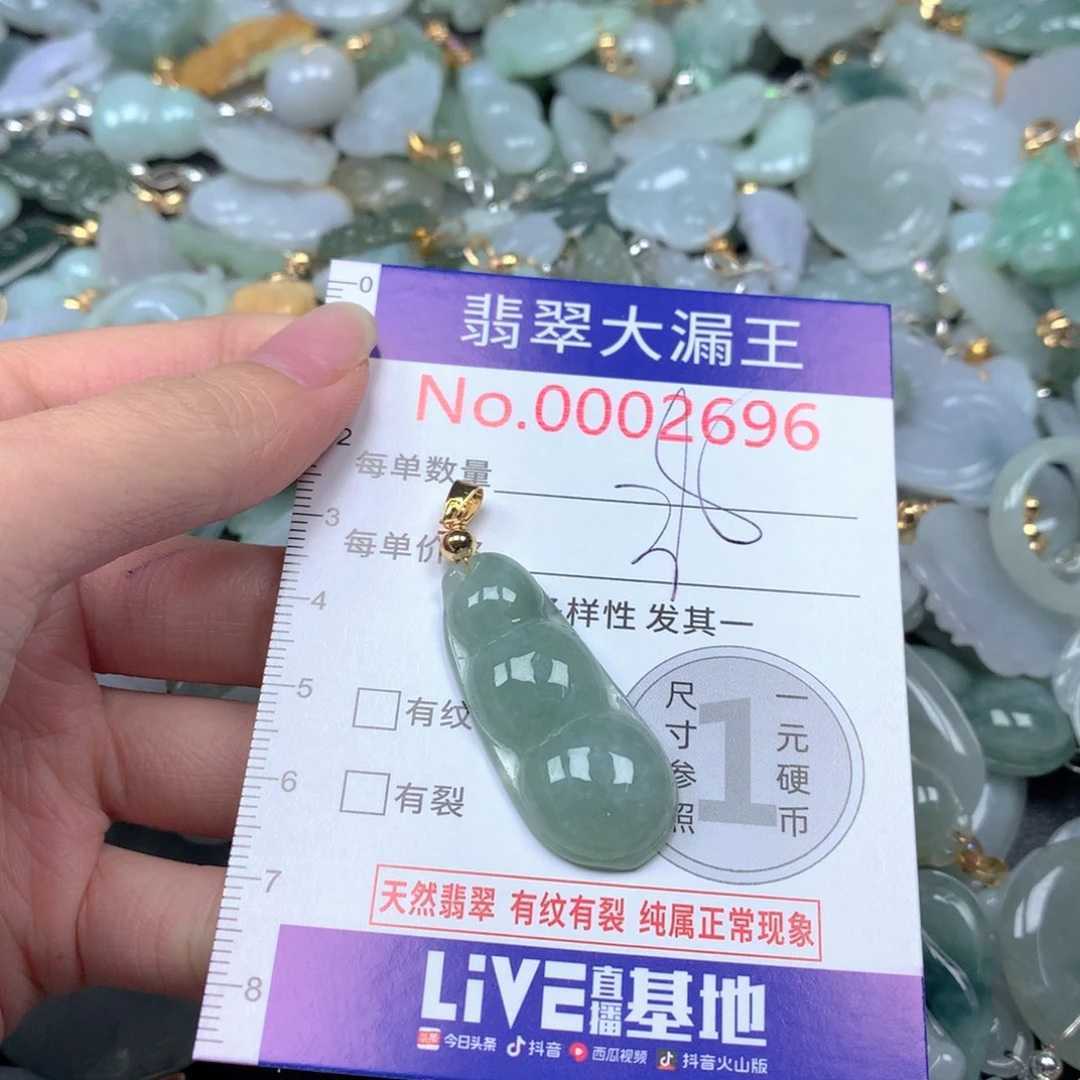 0
翡翠大漏王
No.0002696
2
每单数量
3
每单价
4
样性 发其一
5
有纹
尺寸参照
1
一元硬币
6
有裂
7
天然翡翠 有纹有裂 纯属正常现象
8
LiVE直播基地
头条 今日头条 抖音 西瓜视频 抖音火山版